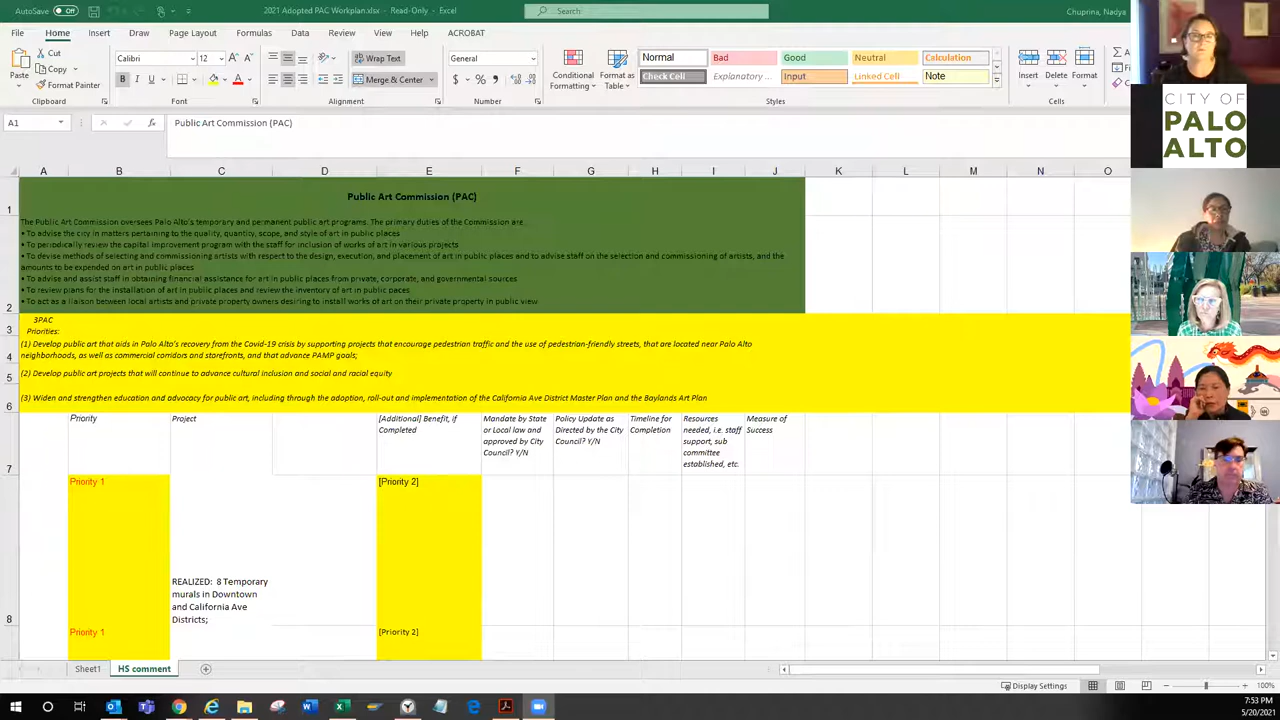 AutoSave Off
2021 Adopted PAC Workplan.xlsx - Read-Only - Excel
Search
Chuprina, Nadya
File Home Insert Draw Page Layout Formulas Data Review View Help ACROBAT
Paste
Cut
Copy
Format Painter
Clipboard
Calibri 12
B I U
Font
Wrap Text
Merge & Center
Alignment
General
$ % 9
Number
Conditional Formatting
Format as Table
Normal Bad Good Neutral Calculation
Check Cell Explanatory ... Input Linked Cell Note
Styles
Insert Delete Format
Cells
A1
Public Art Commission (PAC)
A B C D E F G H I J K L M N O
1
Public Art Commission (PAC)
The Public Art Commission oversees Palo Alto's temporary and permanent public art programs. The primary duties of the Commission are:
• To advise the city in matters pertaining to the quality, quantity, scope, and style of art in public places
• To periodically review the capital improvement program with the staff for inclusion of works of art in various projects
• To devise methods of selecting and commissioning artists with respect to the design, execution, and placement of art in public places and to advise staff on the selection and commissioning of artists, and the
amounts to be expended on art in public places
• To advise and assist staff in obtaining financial assistance for art in public places from private, corporate, and governmental sources
• To review plans for the installation of art in public places and review the inventory of art in public paces
• To act as a liaison between local artists and private property owners desiring to install works of art on their private property in public view
2
3PAC
Priorities:
3
(1) Develop public art that aids in Palo Alto's recovery from the Covid-19 crisis by supporting projects that encourage pedestrian traffic and the use of pedestrian-friendly streets, that are located near Palo Alto
neighborhoods, as well as commercial corridors and storefronts, and that advance PAMP goals;
4
(2) Develop public art projects that will continue to advance cultural inclusion and social and racial equity
5
(3) Widen and strengthen education and advocacy for public art, including through the adoption, roll-out and implementation of the California Ave District Master Plan and the Baylands Art Plan
6
Priority
Project
[Additional] Benefit, if
Completed
Mandate by State
or Local law and
approved by City
Council? Y/N
Policy Update as
Directed by the City
Council? Y/N
Timeline for
Completion
Resources
needed, i.e. staff
support, sub
committee
established, etc.
Measure of
Success
7
Priority 1
[Priority 2]
REALIZED: 8 Temporary
murals in Downtown
and California Ave
Districts;
8
Priority 1
[Priority 2]
Sheet1 HS comment
Display Settings
100%
7:53 PM
5/20/2021
CITY OF
PALO
ALTO